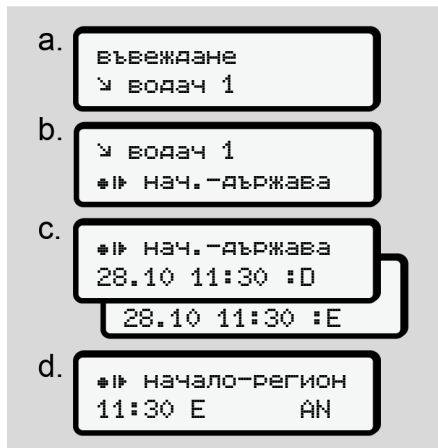 a.
въвеждане
↘ водач 1
b.
↘ водач 1
●I▶ нач.-държава
c.
●I▶ нач.-държава
28.10 11:30 :D
28.10 11:30 :E
d.
●I▶ начало-регион
11:30 E AN